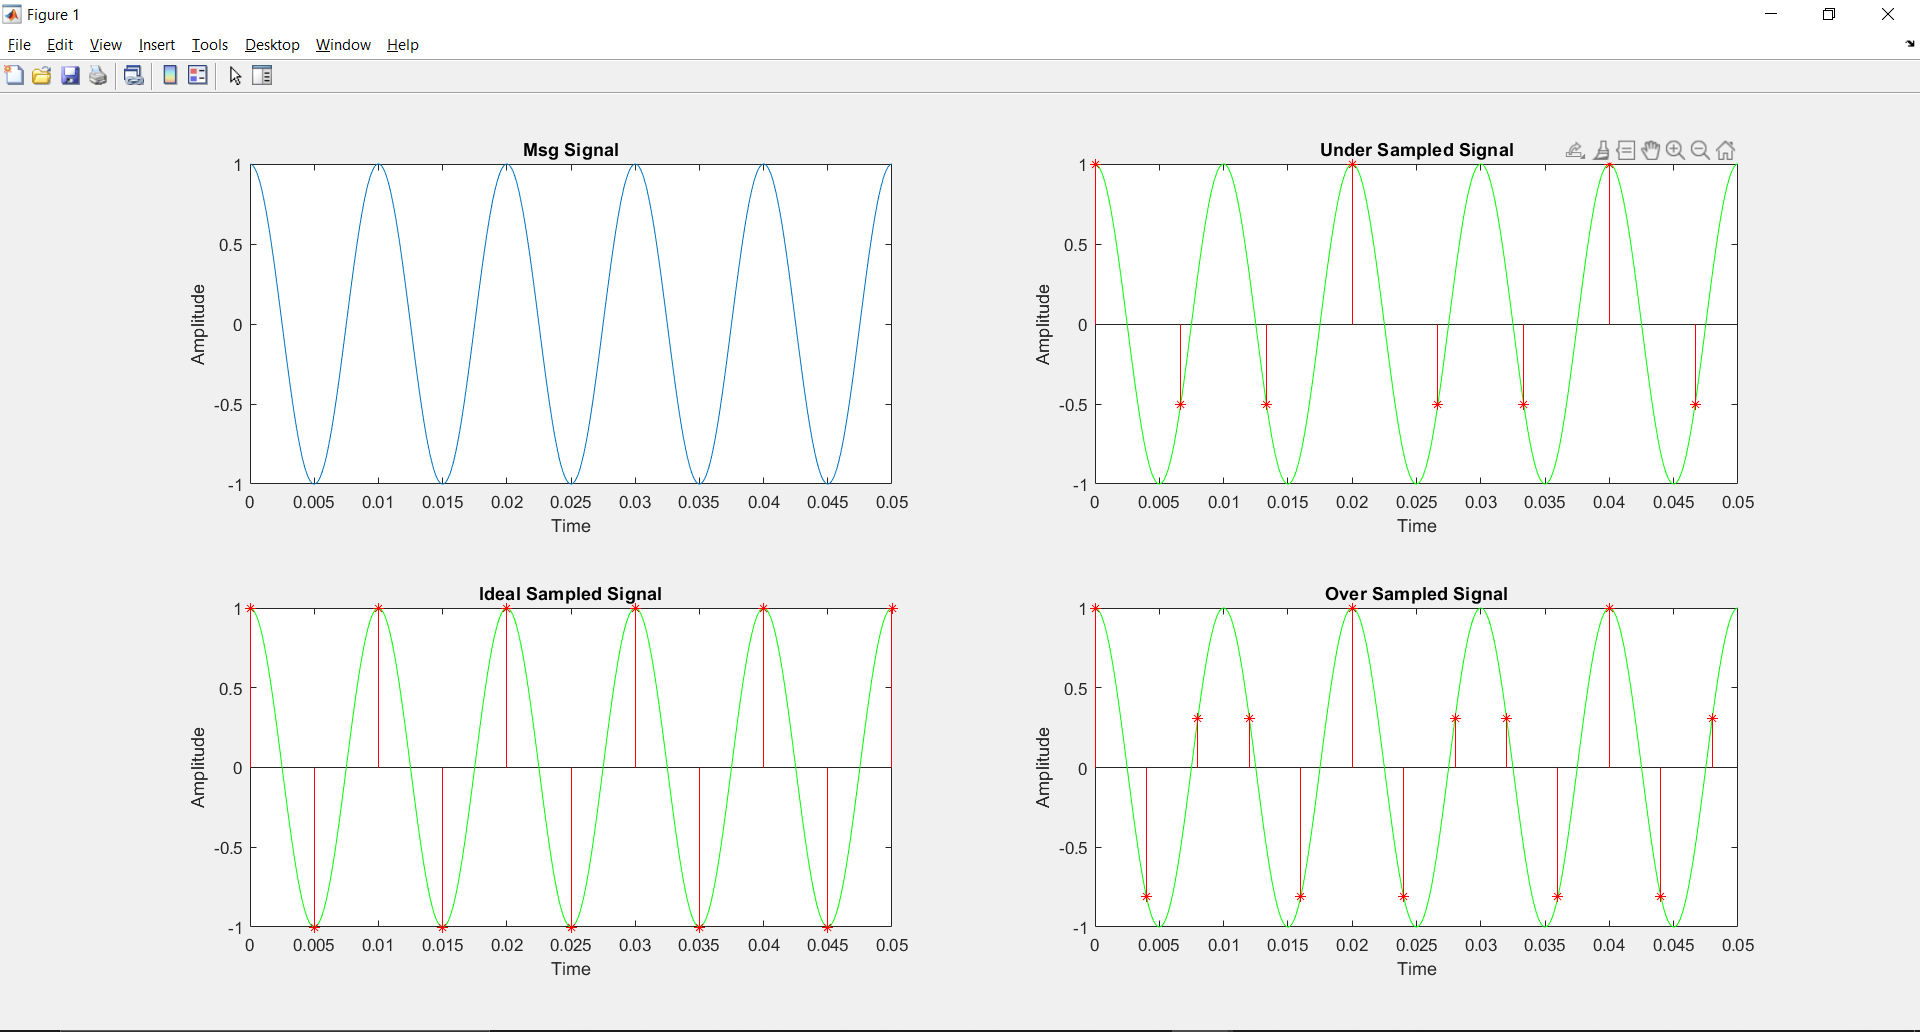 Figure 1
File Edit View Insert Tools Desktop Window Help
Msg Signal
1
0.5
0
-0.5
-1
Amplitude
0 0.005 0.01 0.015 0.02 0.025 0.03 0.035 0.04 0.045 0.05
Time
Under Sampled Signal
1
0.5
0
-0.5
-1
Amplitude
0 0.005 0.01 0.015 0.02 0.025 0.03 0.035 0.04 0.045 0.05
Time
Ideal Sampled Signal
1
0.5
0
-0.5
-1
Amplitude
0 0.005 0.01 0.015 0.02 0.025 0.03 0.035 0.04 0.045 0.05
Time
Over Sampled Signal
1
0.5
0
-0.5
-1
Amplitude
0 0.005 0.01 0.015 0.02 0.025 0.03 0.035 0.04 0.045 0.05
Time